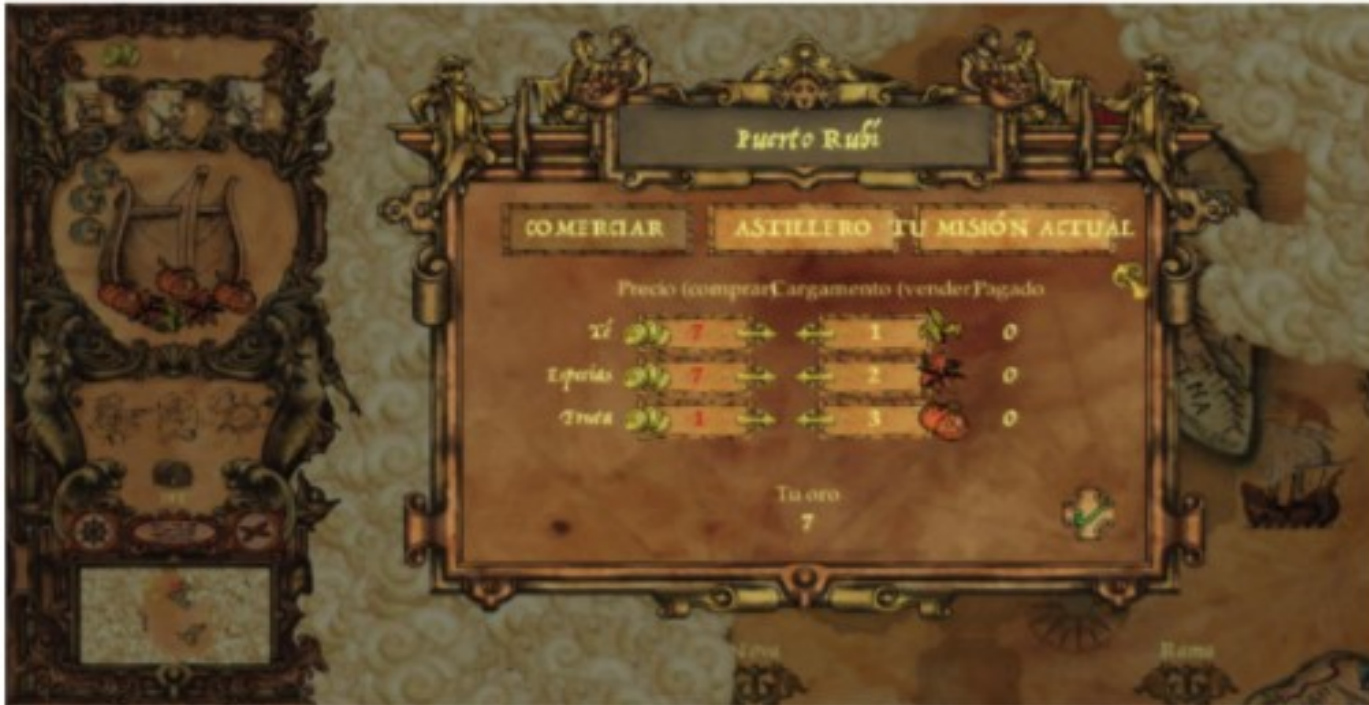 Puerto Rubí
COMERCIAR ASTILLERO TU MISIÓN ACTUAL
Precio (comprar) Cargamento (vender) Pagado
Té 7 1 0
Especias 7 2 0
Fruta 1 3 0
Tu oro
7
Rama